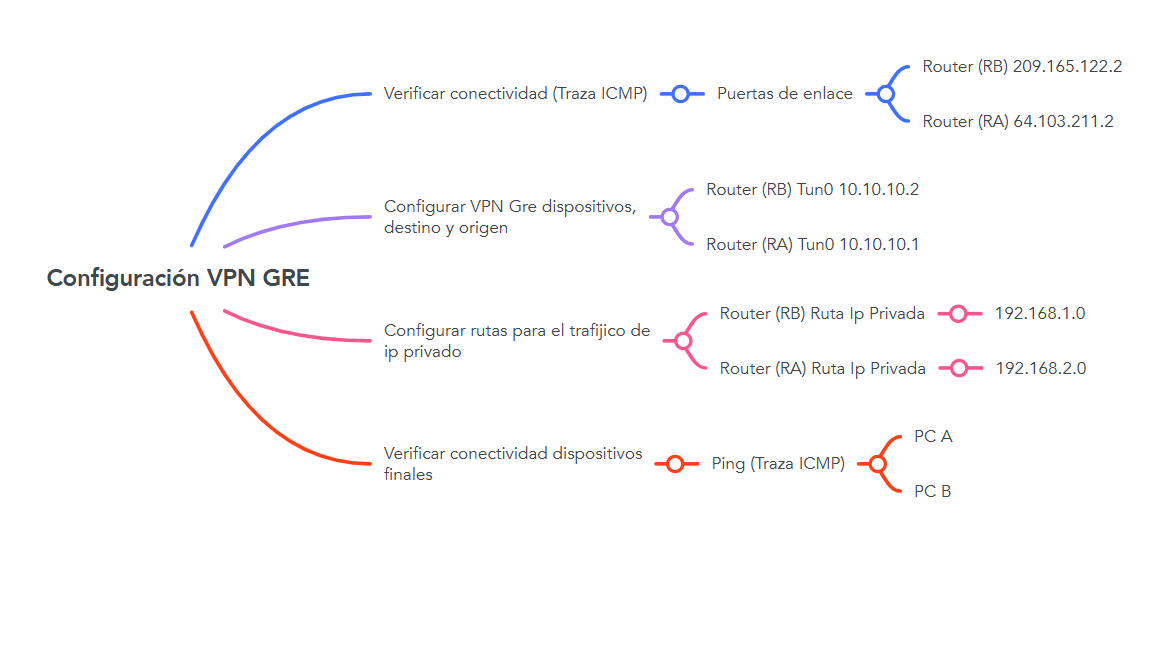 Configuración VPN GRE
Verificar conectividad (Traza ICMP)
Puertas de enlace
Router (RB) 209.165.122.2
Router (RA) 64.103.211.2
Configurar VPN Gre dispositivos,
destino y origen
Router (RB) Tun0 10.10.10.2
Router (RA) Tun0 10.10.10.1
Configurar rutas para el trafijico de
ip privado
Router (RB) Ruta Ip Privada
192.168.1.0
Router (RA) Ruta Ip Privada
192.168.2.0
Verificar conectividad dispositivos
finales
Ping (Traza ICMP)
PC A
PC B